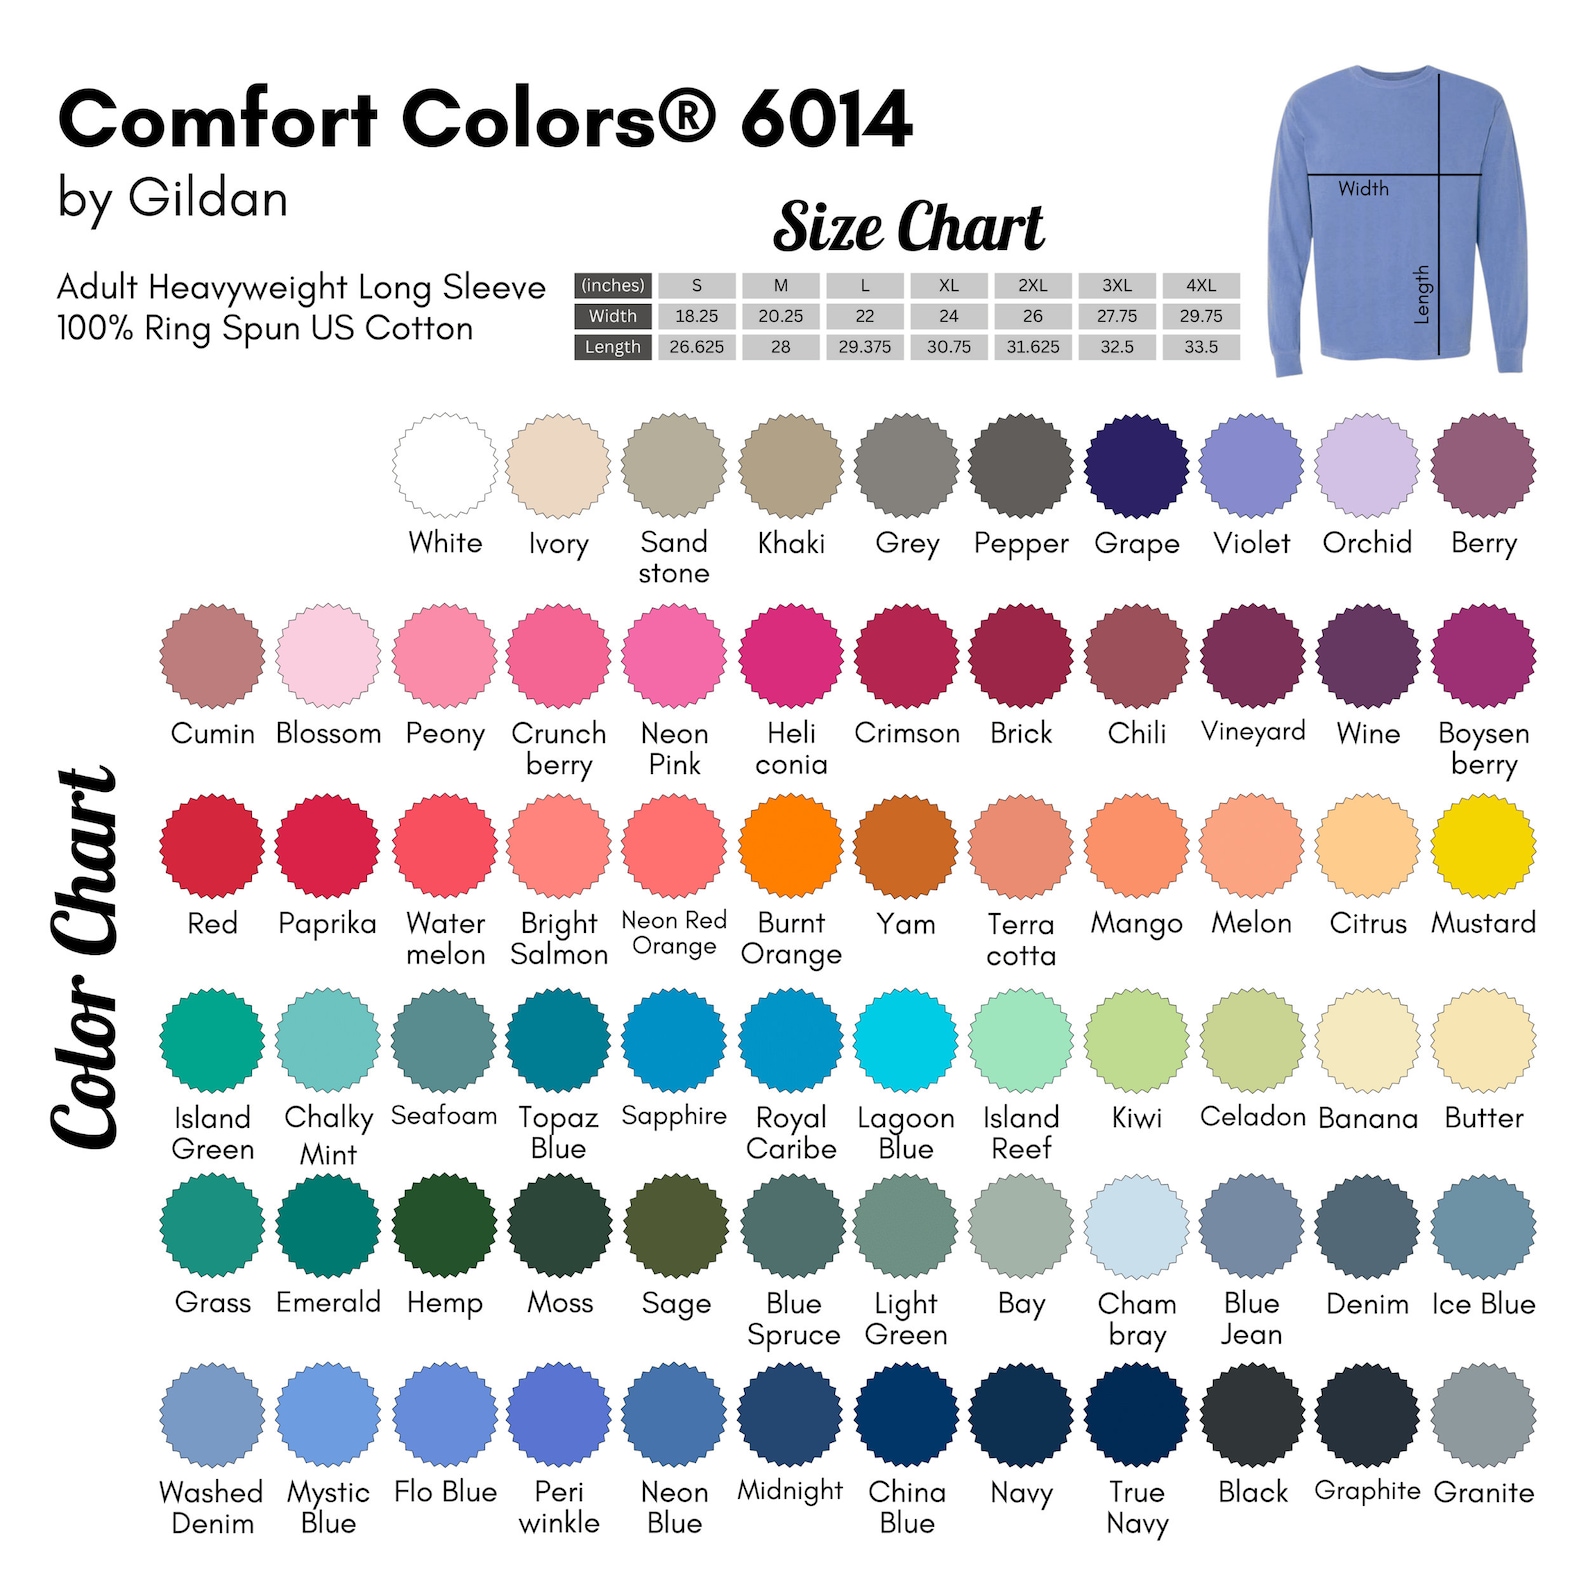 Comfort Colors® 6014
by Gildan
Adult Heavyweight Long Sleeve
100% Ring Spun US Cotton
Size Chart
(inches) S M L XL 2XL 3XL 4XL
Width 18.25 20.25 22 24 26 27.75 29.75
Length 26.625 28 29.375 30.75 31.625 32.5 33.5
Width
Length
Color Chart
White Ivory Sand Khaki Grey Pepper Grape Violet Orchid Berry
stone
Cumin Blossom Peony Crunch Neon Heli Crimson Brick Chili Vineyard Wine Boysen
berry Pink conia berry
Red Paprika Water Bright Neon Red Burnt Yam Terra Mango Melon Citrus Mustard
melon Salmon Orange Orange cotta
Island Chalky Seafoam Topaz Sapphire Royal Lagoon Island Kiwi Celadon Banana Butter
Green Mint Blue Caribe Blue Reef
Grass Emerald Hemp Moss Sage Blue Light Bay Cham Blue Denim Ice Blue
Spruce Green bray Jean
Washed Mystic Flo Blue Peri Neon Midnight China Navy True Black Graphite Granite
Denim Blue winkle Blue Blue Navy